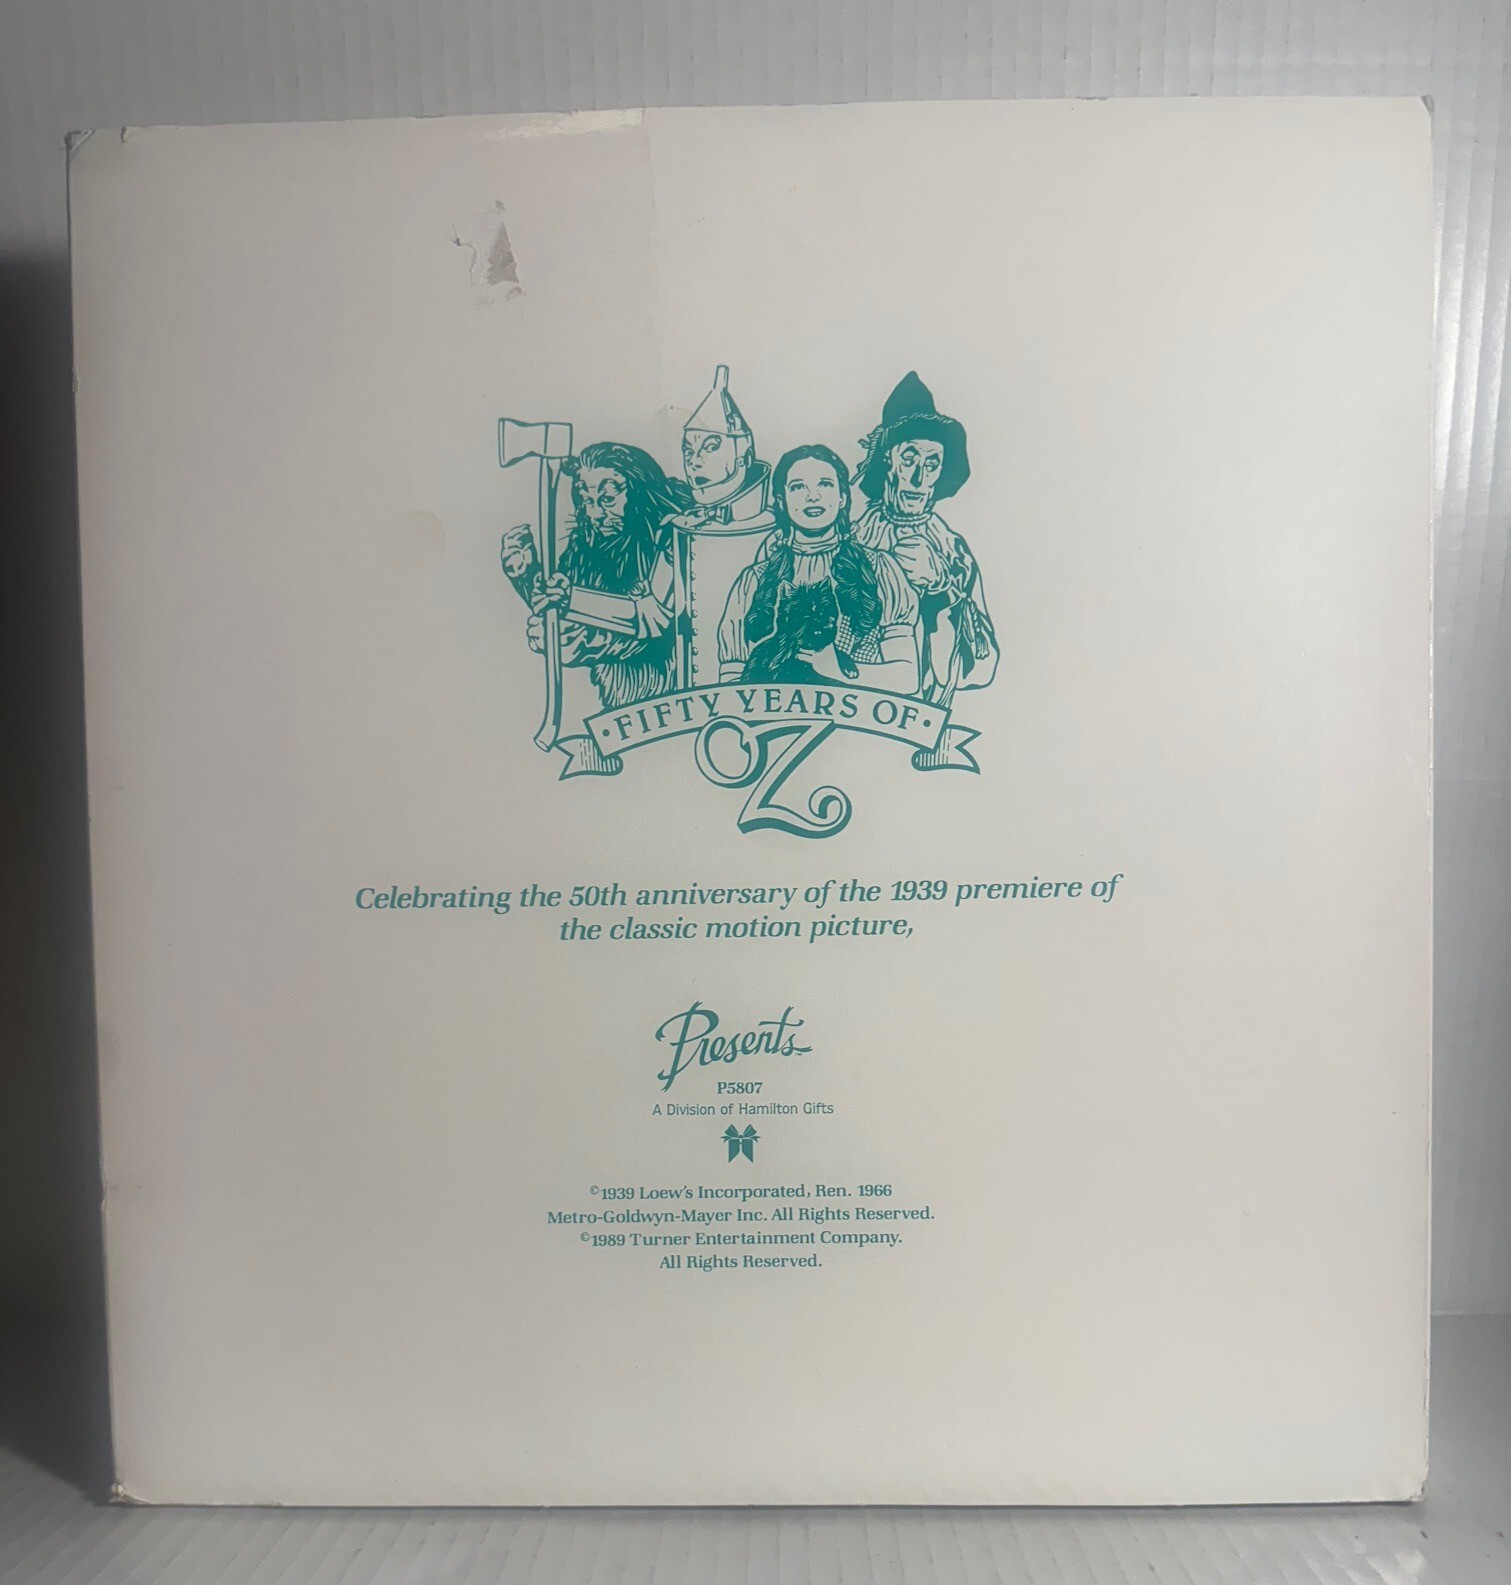 ·FIFTY YEARS OF·
OZ
Celebrating the 50th anniversary of the 1939 premiere of
the classic motion picture,
Presents
P5807
A Division of Hamilton Gifts
©1939 Loew's Incorporated, Ren. 1966
Metro-Goldwyn-Mayer Inc. All Rights Reserved.
©1989 Turner Entertainment Company.
All Rights Reserved.